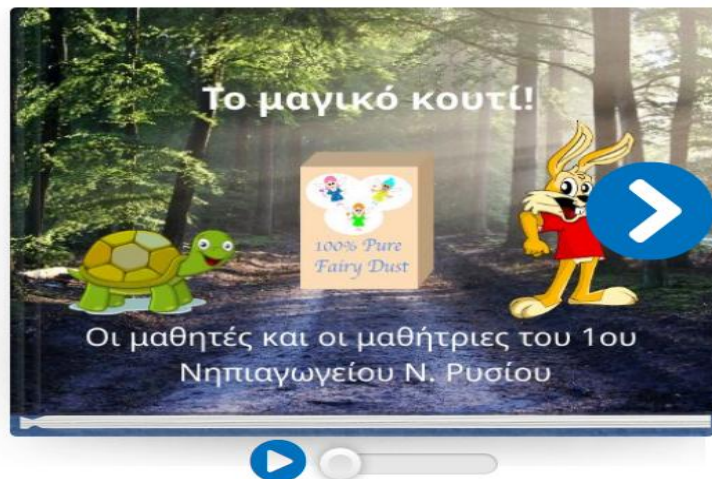 Το μαγικό κουτί!
100% Pure
Fairy Dust
Οι μαθητές και οι μαθήτριες του 1ου
Νηπιαγωγείου Ν. Ρυσίου